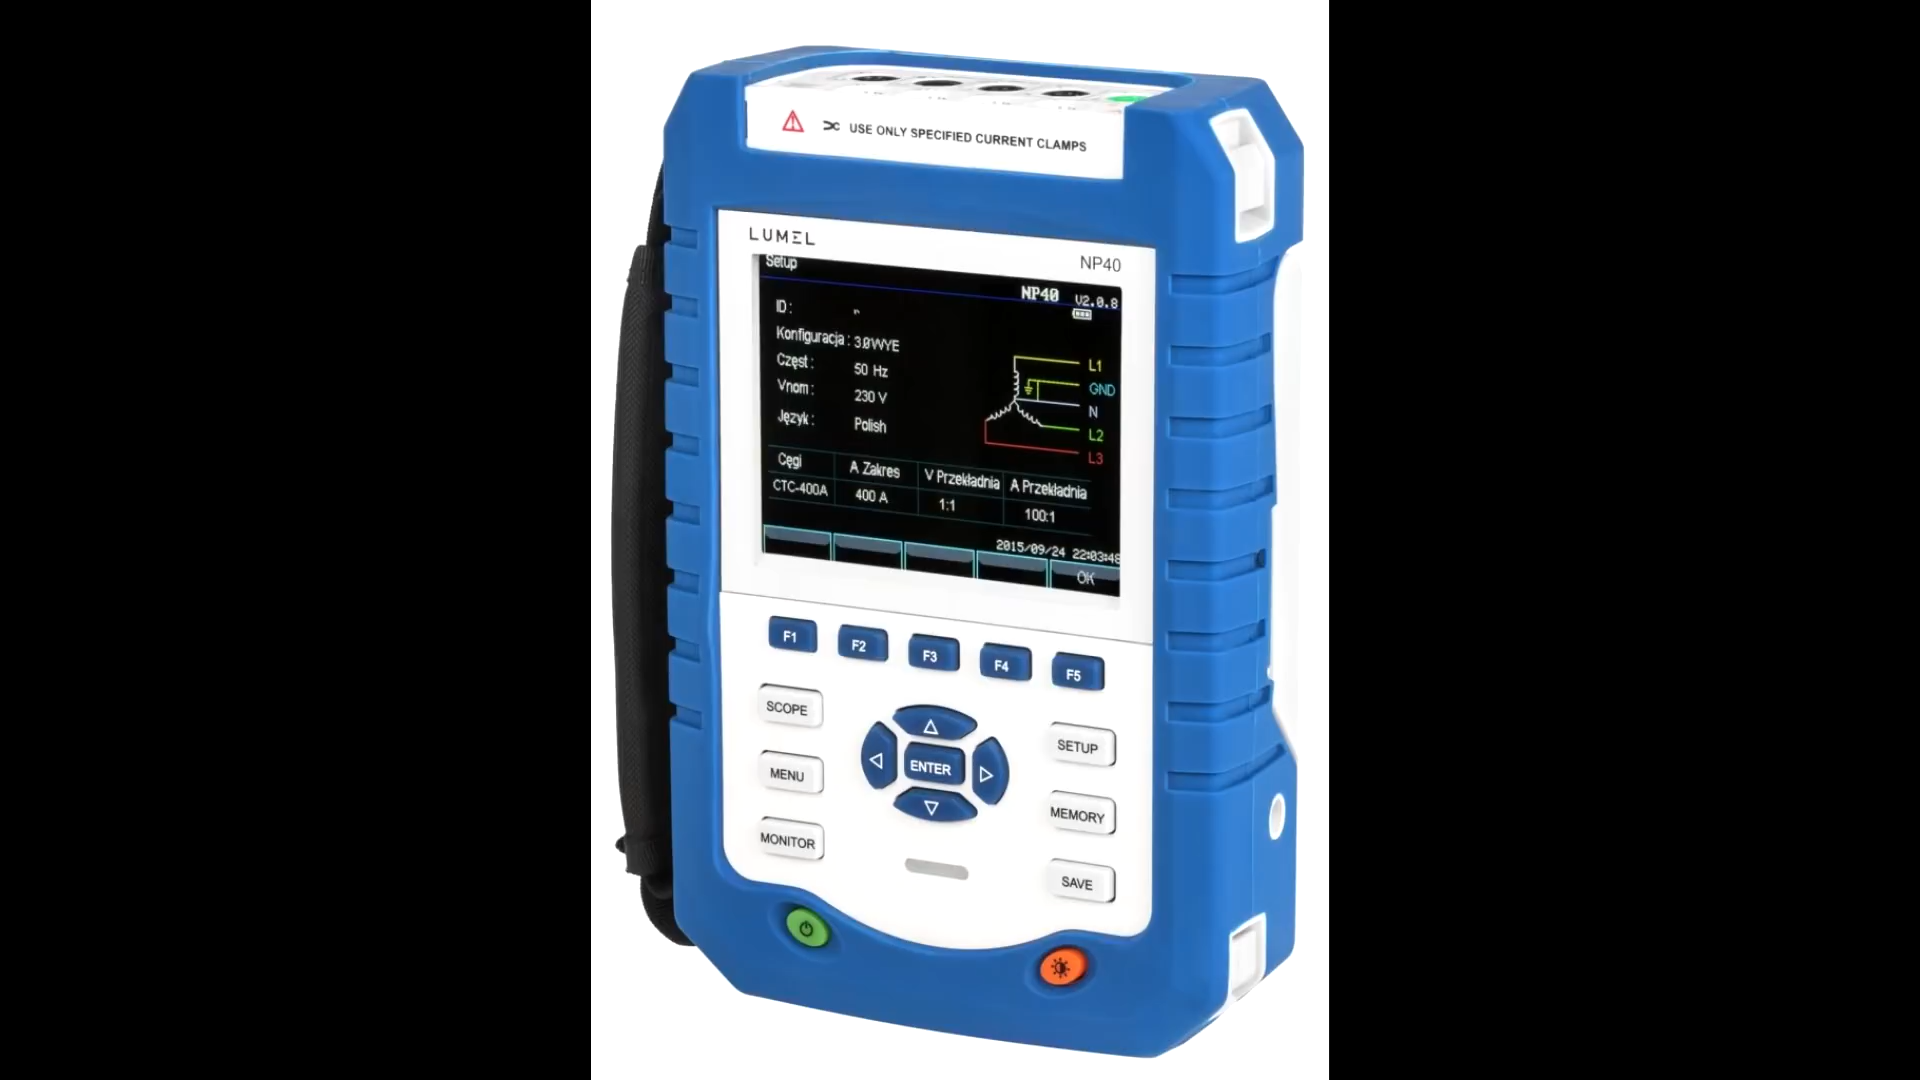 USE ONLY SPECIFIED CURRENT CLAMPS
LUMEL
NP40
Setup
NP40 V2.0.8
ID :
Konfiguracja : 3ØWYE
Częst : 50 Hz
Vnom : 230 V
Język : Polish
L1
GND
N
L2
L3
Cęgi A Zakres V Przekładnia A Przekładnia
CTC-400A 400 A 1:1 100:1
2015/09/24 22:03:48
OK
F1 F2 F3 F4 F5
SCOPE
SETUP
MENU
ENTER
MEMORY
MONITOR
SAVE